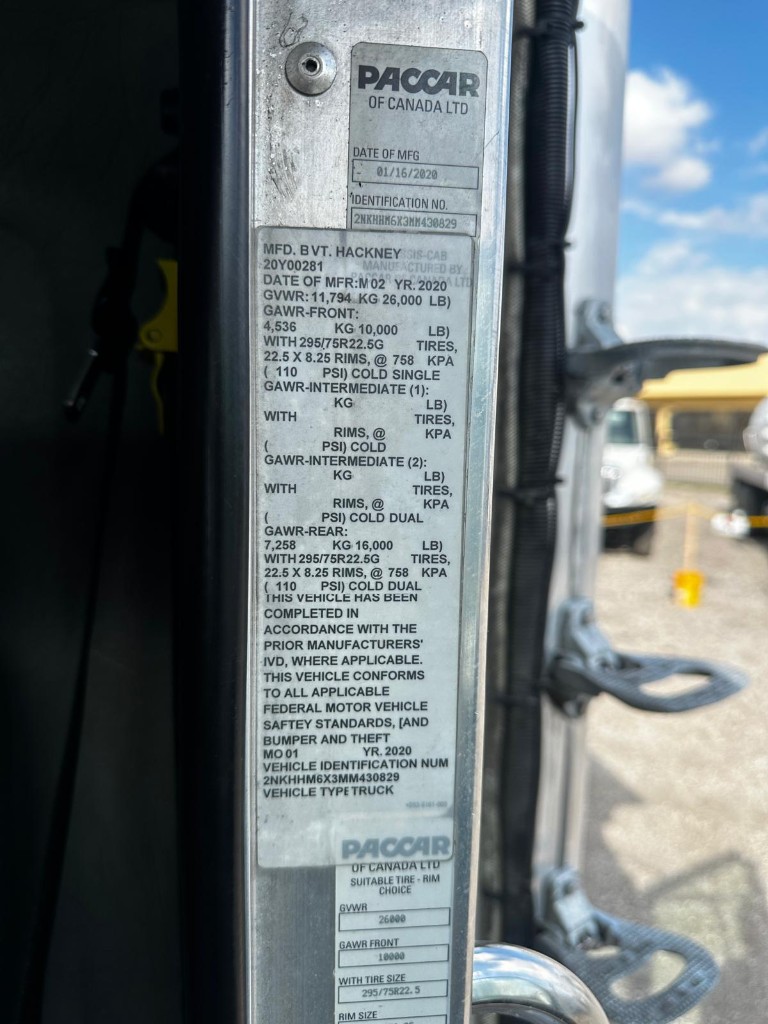 PACCAR
OF CANADA LTD
DATE OF MFG
01/16/2020
IDENTIFICATION NO.
2NKHHM6X3MM430829
MFD. BVT. HACKNEY
20Y00281
DATE OF MFR:M 02 YR. 2020
GVWR: 11,794 KG 26,000 LB)
GAWR-FRONT:
4,536 KG 10,000 LB)
WITH 295/75R22.5G TIRES,
22.5 X 8.25 RIMS, @ 758 KPA
( 110 PSI) COLD SINGLE
GAWR-INTERMEDIATE (1):
KG LB)
WITH TIRES,
RIMS, @ KPA
( PSI) COLD
GAWR-INTERMEDIATE (2):
KG LB)
WITH TIRES,
RIMS, @ KPA
( PSI) COLD DUAL
GAWR-REAR:
7,258 KG 16,000 LB)
WITH 295/75R22.5G TIRES,
22.5 X 8.25 RIMS, @ 758 KPA
( 110 PSI) COLD DUAL
THIS VEHICLE HAS BEEN
COMPLETED IN
ACCORDANCE WITH THE
PRIOR MANUFACTURERS'
IVD, WHERE APPLICABLE.
THIS VEHICLE CONFORMS
TO ALL APPLICABLE
FEDERAL MOTOR VEHICLE
SAFTEY STANDARDS, [AND
BUMPER AND THEFT
MO 01 YR. 2020
VEHICLE IDENTIFICATION NUM
2NKHHM6X3MM430829
VEHICLE TYPE TRUCK
PACCAR
OF CANADA LTD
SUITABLE TIRE - RIM
CHOICE
GVWR
26000
GAWR FRONT
10000
WITH TIRE SIZE
295/75R22.5
RIM SIZE